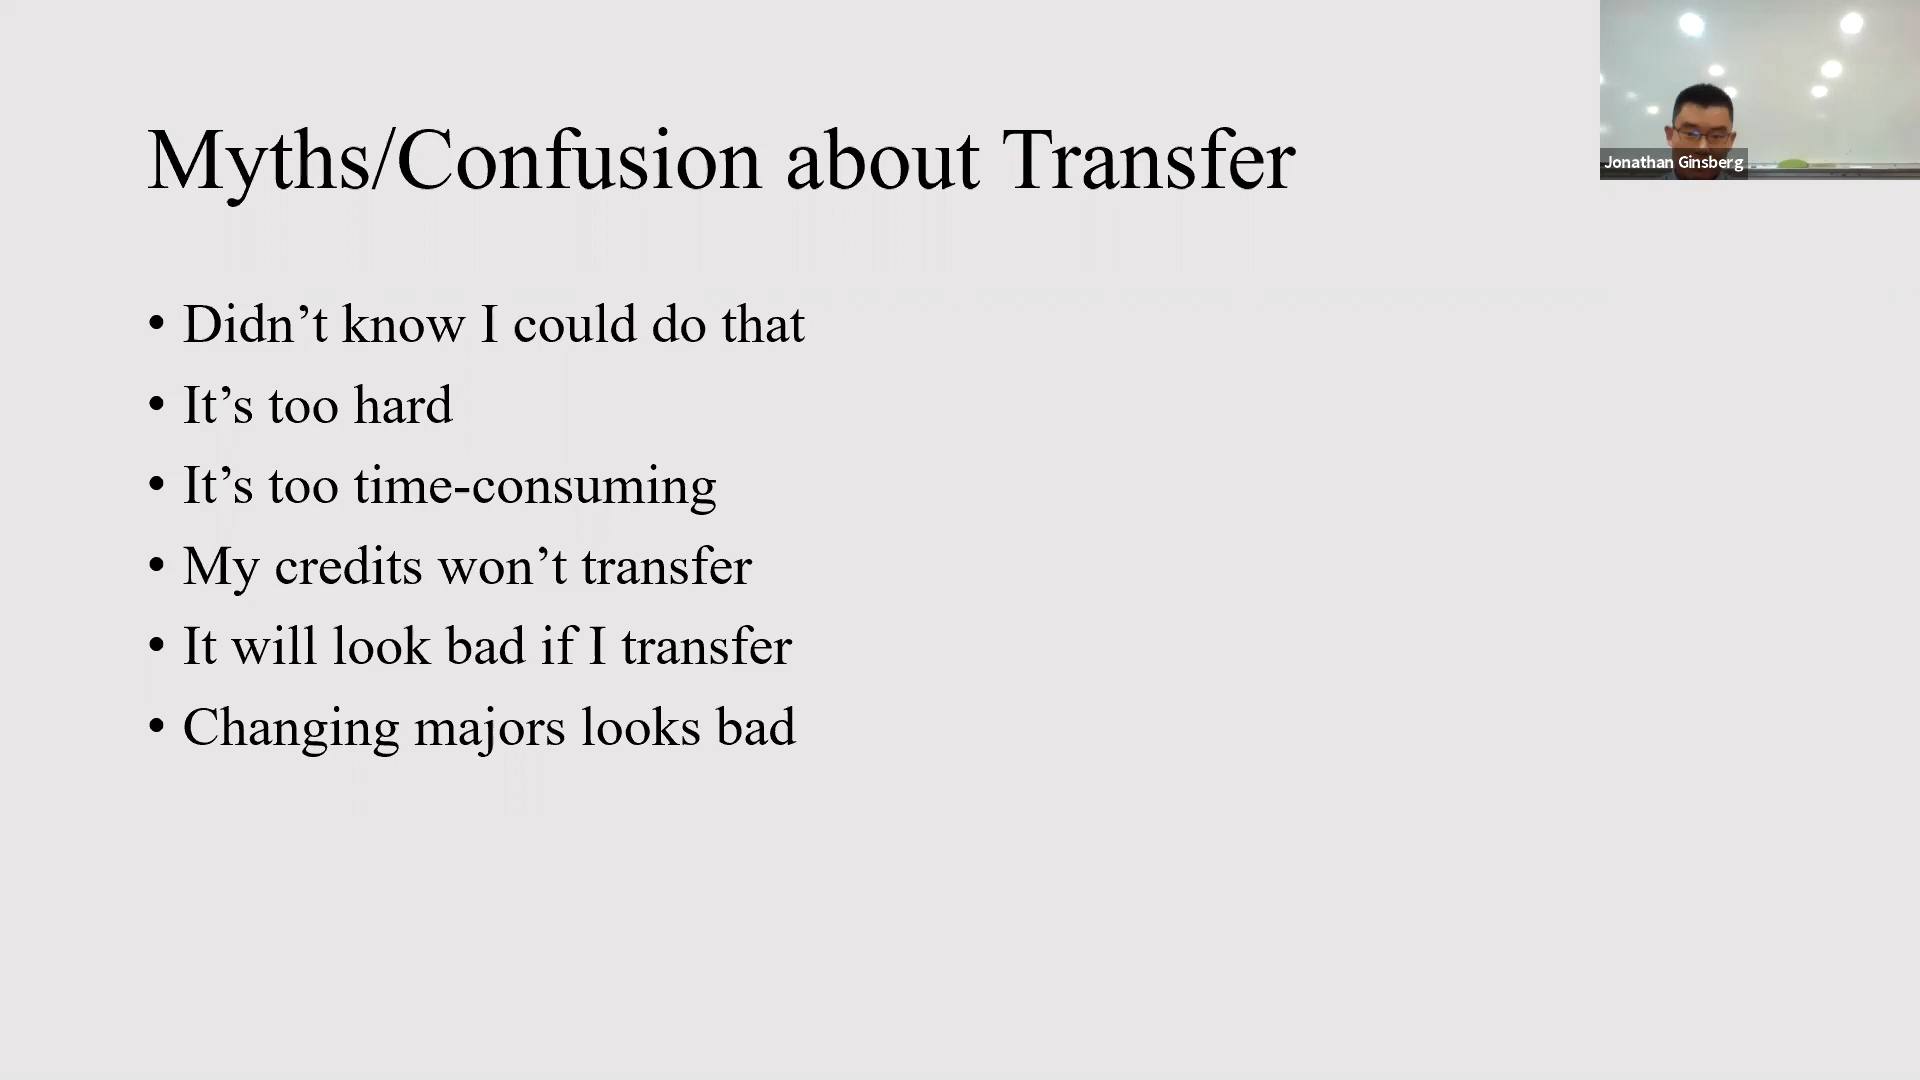 Myths/Confusion about Transfer
Jonathan Ginsberg
• Didn’t know I could do that
• It’s too hard
• It’s too time-consuming
• My credits won’t transfer
• It will look bad if I transfer
• Changing majors looks bad